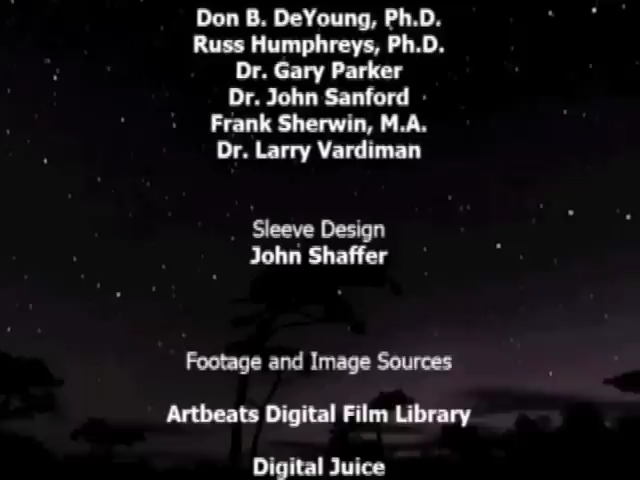 Don B. DeYoung, Ph.D.
Russ Humphreys, Ph.D.
Dr. Gary Parker
Dr. John Sanford
Frank Sherwin, M.A.
Dr. Larry Vardiman
Sleeve Design
John Shaffer
Footage and Image Sources
Artbeats Digital Film Library
Digital Juice